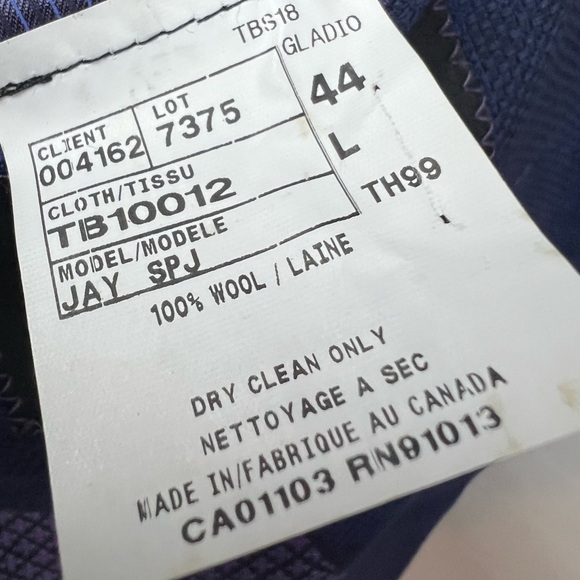 TBS18
GLADIO
CLIENT 004162
LOT 7375
44
CLOTH/TISSU
TB10012
L
MODEL/MODELE
JAY SPJ
TH99
100% WOOL / LAINE
DRY CLEAN ONLY
NETTOYAGE A SEC
MADE IN/FABRIQUE AU CANADA
CA01103 RN91013